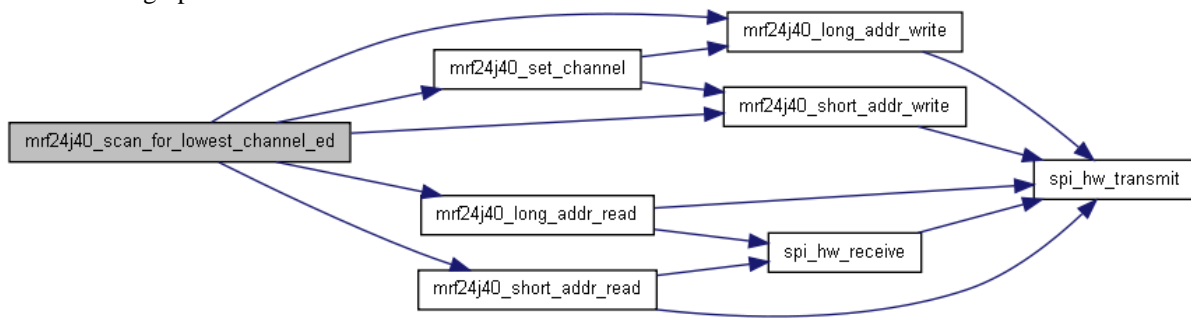 mrf24j40_long_addr_write
mrf24j40_set_channel
mrf24j40_short_addr_write
mrf24j40_scan_for_lowest_channel_ed
spi_hw_transmit
mrf24j40_long_addr_read
spi_hw_receive
mrf24j40_short_addr_read